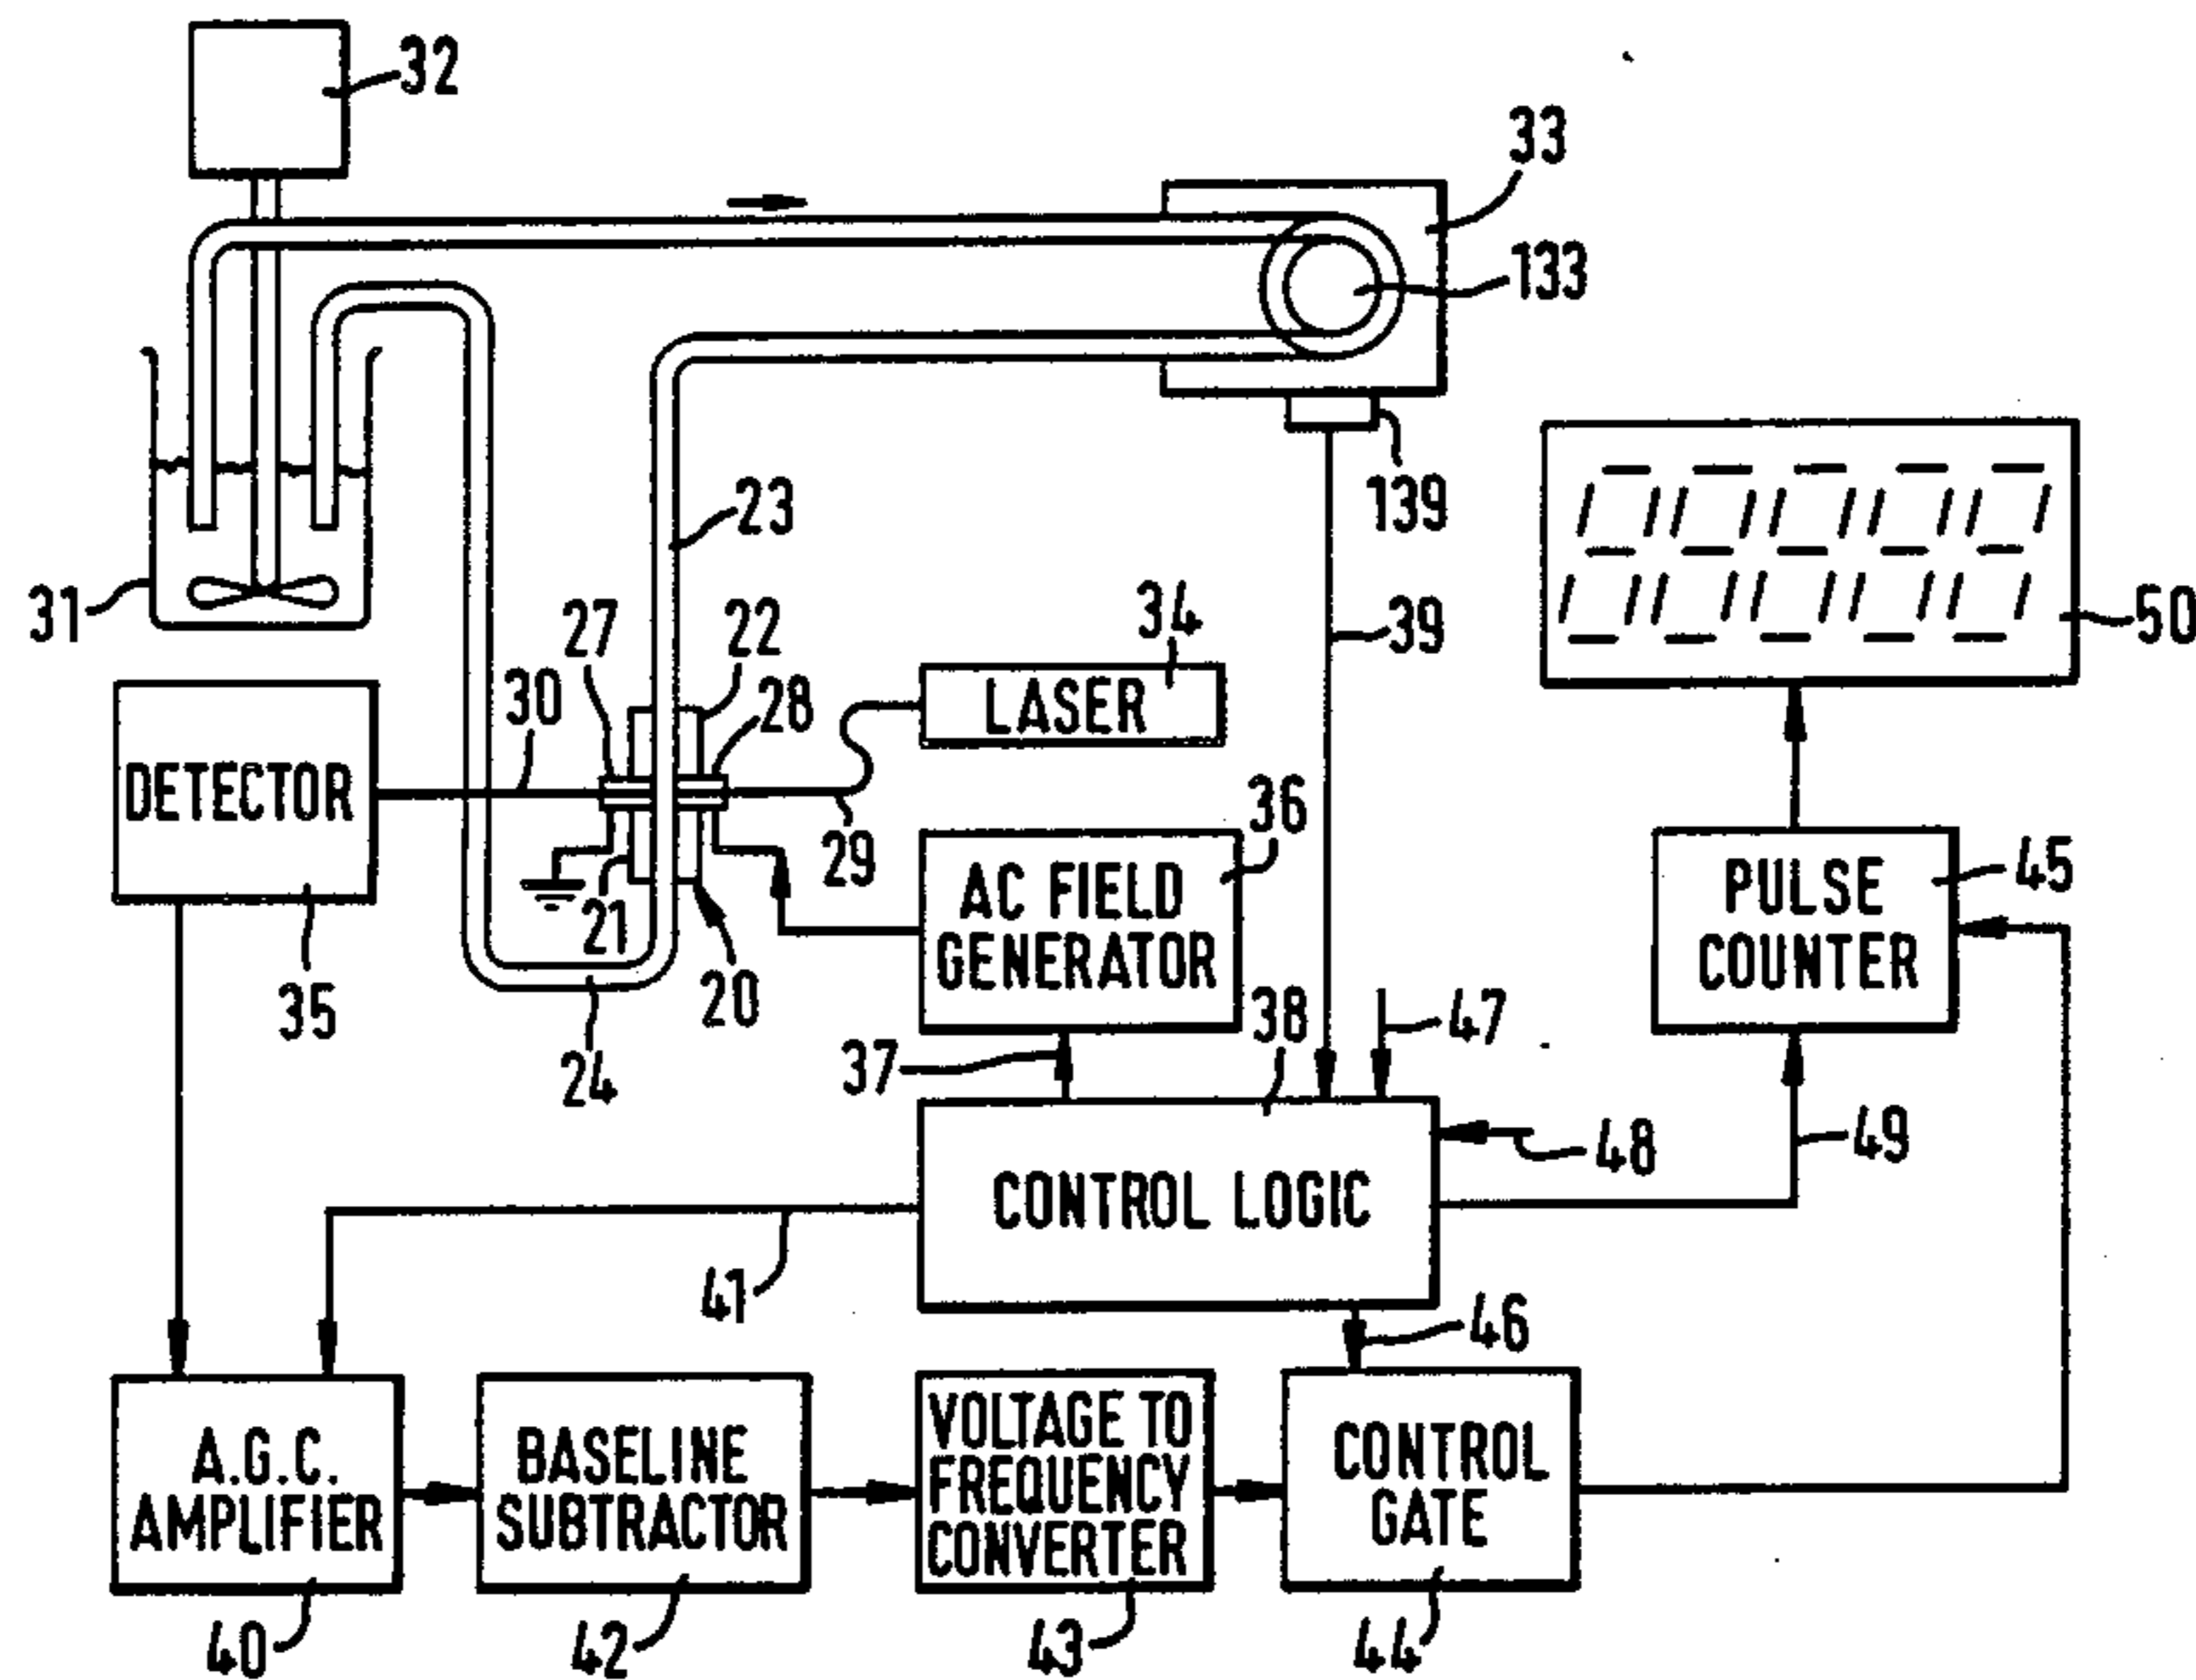 32
33
133
139
23
31
27
22
34
39
50
30
28
LASER
DETECTOR
29
36
21
20
AC FIELD
GENERATOR
PULSE
COUNTER
45
35
24
38
37
47
48
49
CONTROL LOGIC
41
46
A.G.C.
AMPLIFIER
BASELINE
SUBTRACTOR
VOLTAGE TO
FREQUENCY
CONVERTER
CONTROL
GATE
40
42
43
44